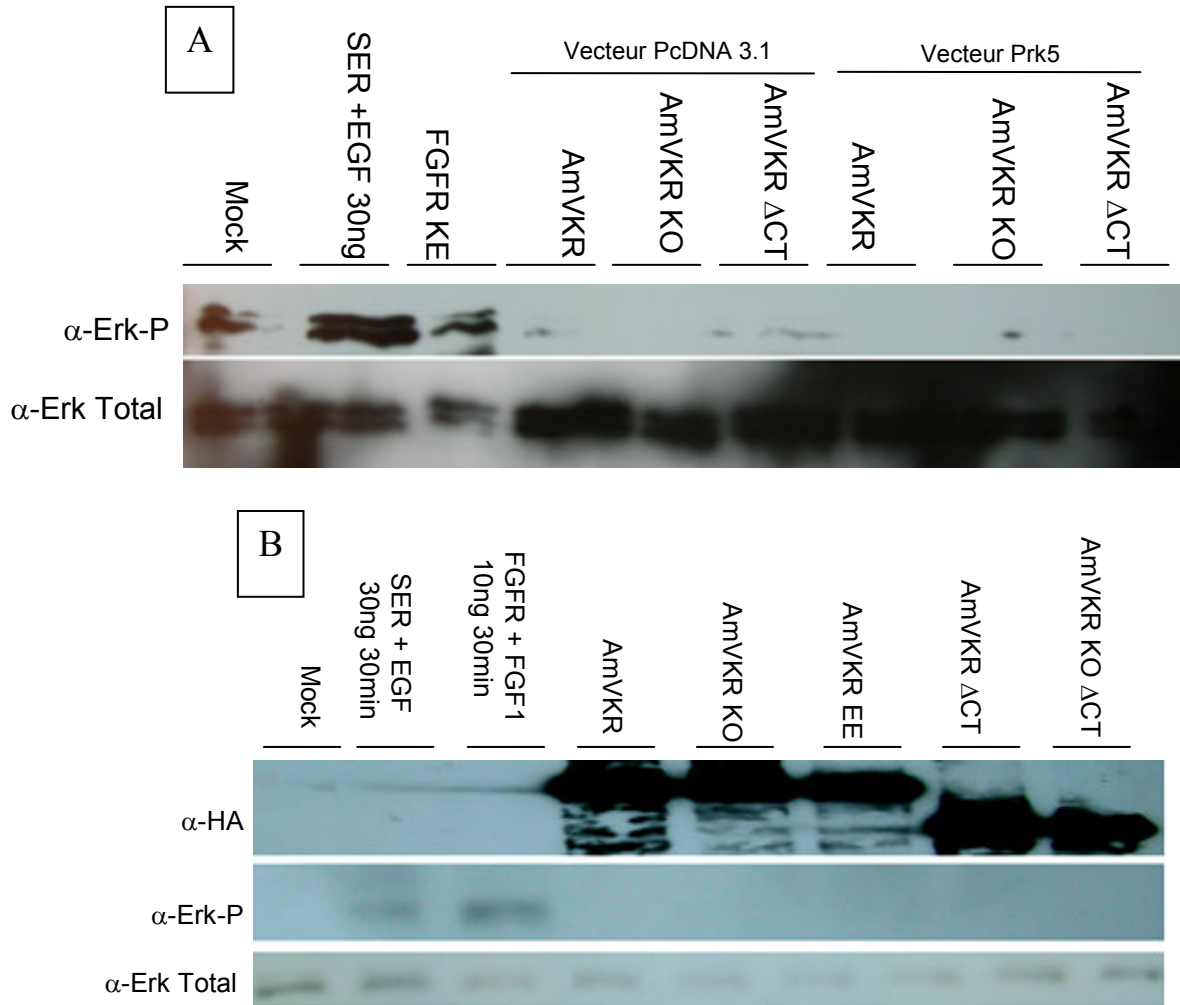 A
Vecteur PcDNA 3.1
Vecteur Prk5
Mock
SER +EGF 30ng
FGFR KE
AmVKR
AmVKR KO
AmVKR ΔCT
AmVKR
AmVKR KO
AmVKR ΔCT
α-Erk-P
α-Erk Total
B
Mock
SER + EGF
30ng 30min
FGFR + FGF1
10ng 30min
AmVKR
AmVKR KO
AmVKR EE
AmVKR ΔCT
AmVKR KO ΔCT
α-HA
α-Erk-P
α-Erk Total